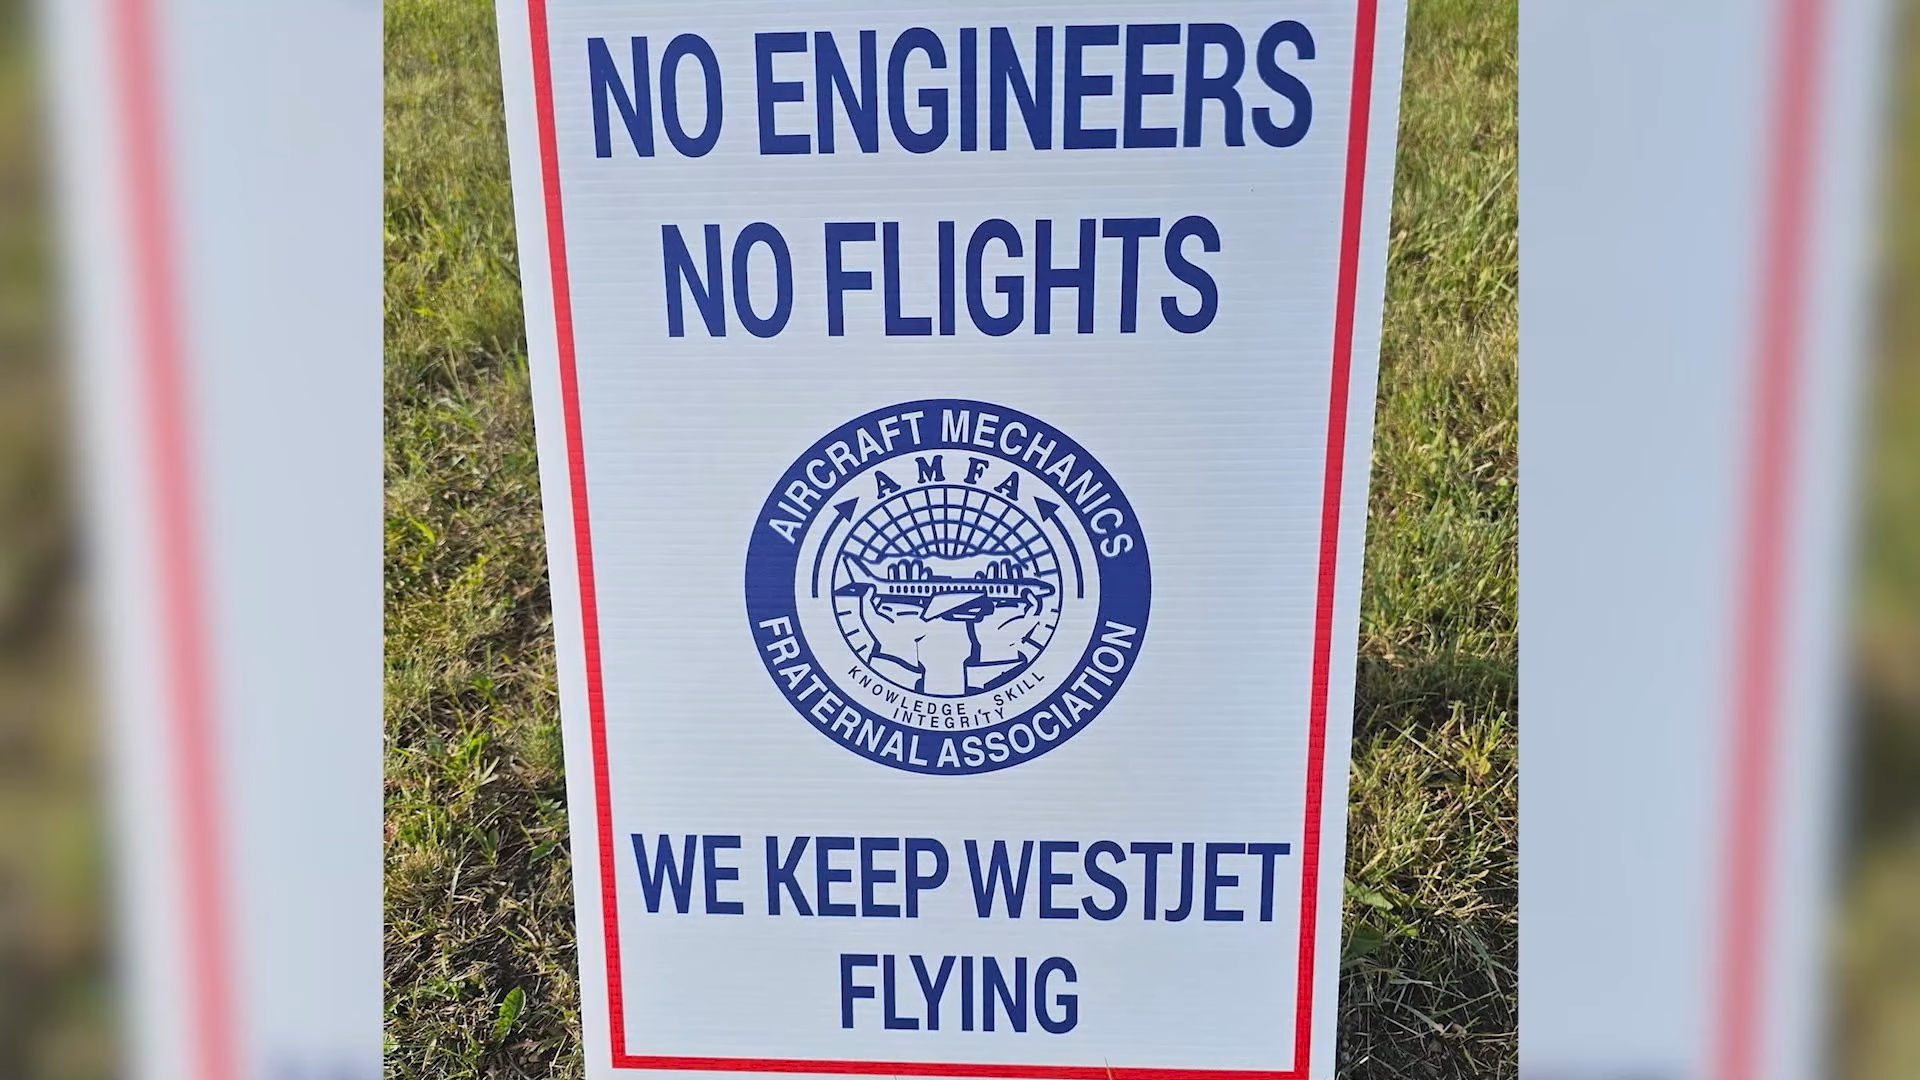 NO ENGINEERS
NO FLIGHTS
AIRCRAFT MECHANICS
AMFA
KNOWLEDGE, SKILL
INTEGRITY
FRATERNAL ASSOCIATION
WE KEEP WESTJET
FLYING